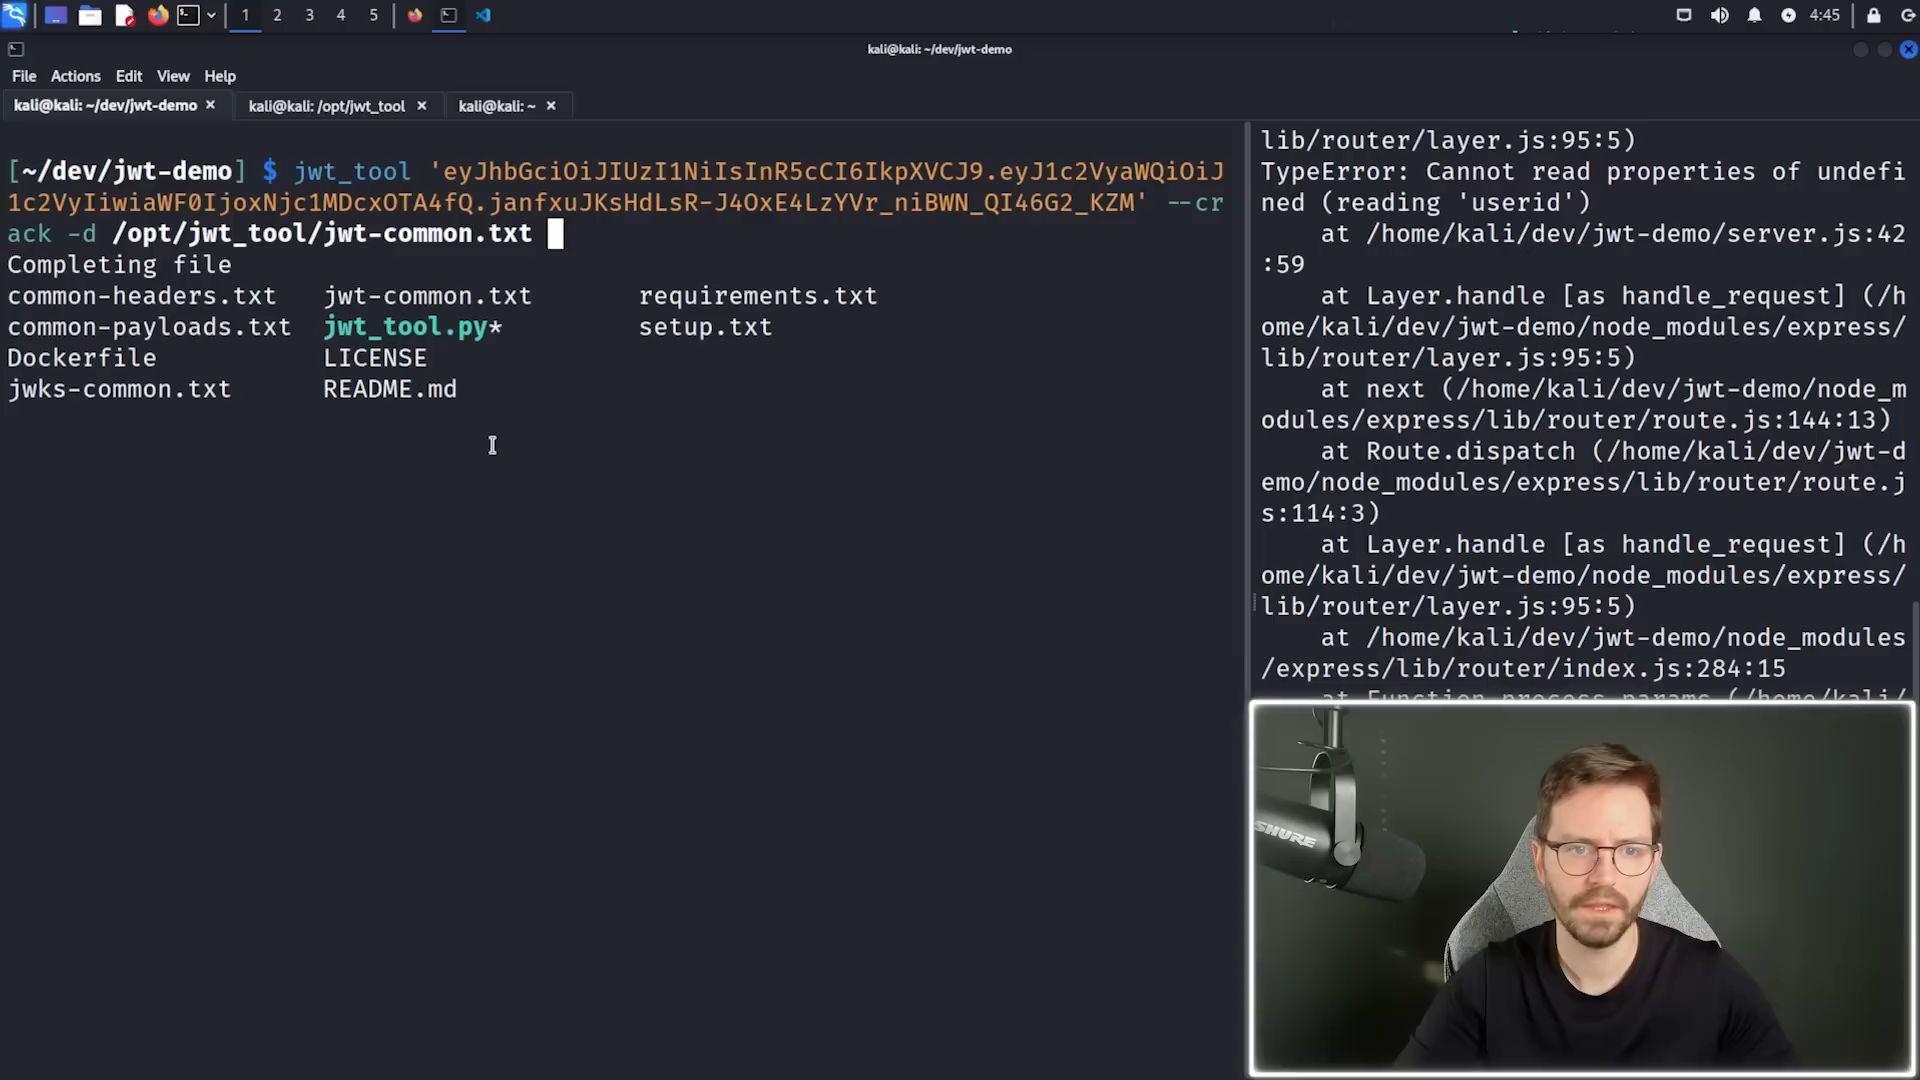 1 2 3 4 5
4:45
kali@kali: ~/dev/jwt-demo
File Actions Edit View Help
kali@kali: ~/dev/jwt-demo × kali@kali: /opt/jwt_tool × kali@kali: ~ ×
[~/dev/jwt-demo] $ jwt_tool 'eyJhbGciOiJIUzI1NiIsInR5cCI6IkpXVCJ9.eyJ1c2VyaWQiOiJ
1c2VyIiwiaWF0IjoxNjc1MDcxOTA4fQ.janfxuJKsHdLsR-J4OxE4LzYVr_niBWN_QI46G2_KZM' --cr
ack -d /opt/jwt_tool/jwt-common.txt
Completing file
common-headers.txt jwt-common.txt requirements.txt
common-payloads.txt jwt_tool.py* setup.txt
Dockerfile LICENSE
jwks-common.txt README.md
lib/router/layer.js:95:5)
TypeError: Cannot read properties of undefi
ned (reading 'userid')
at /home/kali/dev/jwt-demo/server.js:42
:59
at Layer.handle [as handle_request] (/h
ome/kali/dev/jwt-demo/node_modules/express/
lib/router/layer.js:95:5)
at next (/home/kali/dev/jwt-demo/node_m
odules/express/lib/router/route.js:144:13)
at Route.dispatch (/home/kali/dev/jwt-d
emo/node_modules/express/lib/router/route.j
s:114:3)
at Layer.handle [as handle_request] (/h
ome/kali/dev/jwt-demo/node_modules/express/
lib/router/layer.js:95:5)
at /home/kali/dev/jwt-demo/node_modules
/express/lib/router/index.js:284:15
at Function.process_params (/home/kali/
SHURE